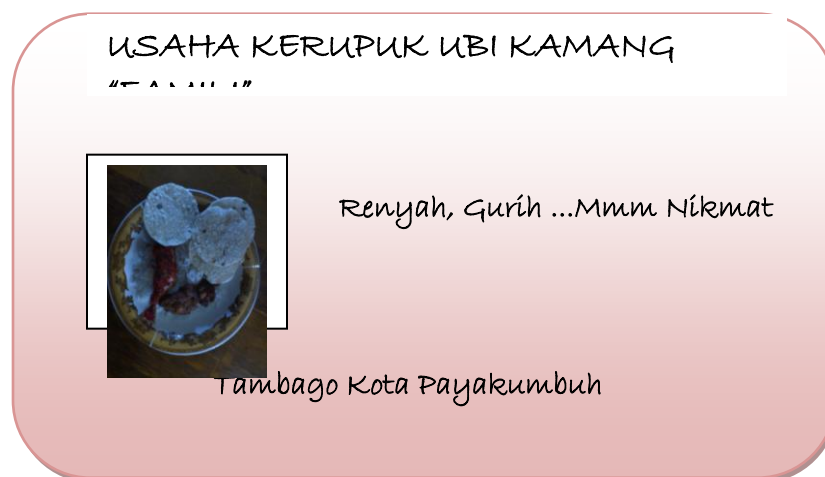 USAHA KERUPUK UBI KAMANG
Renyah, Gurih ...Mmm Nikmat
Tambago Kota Payakumbuh